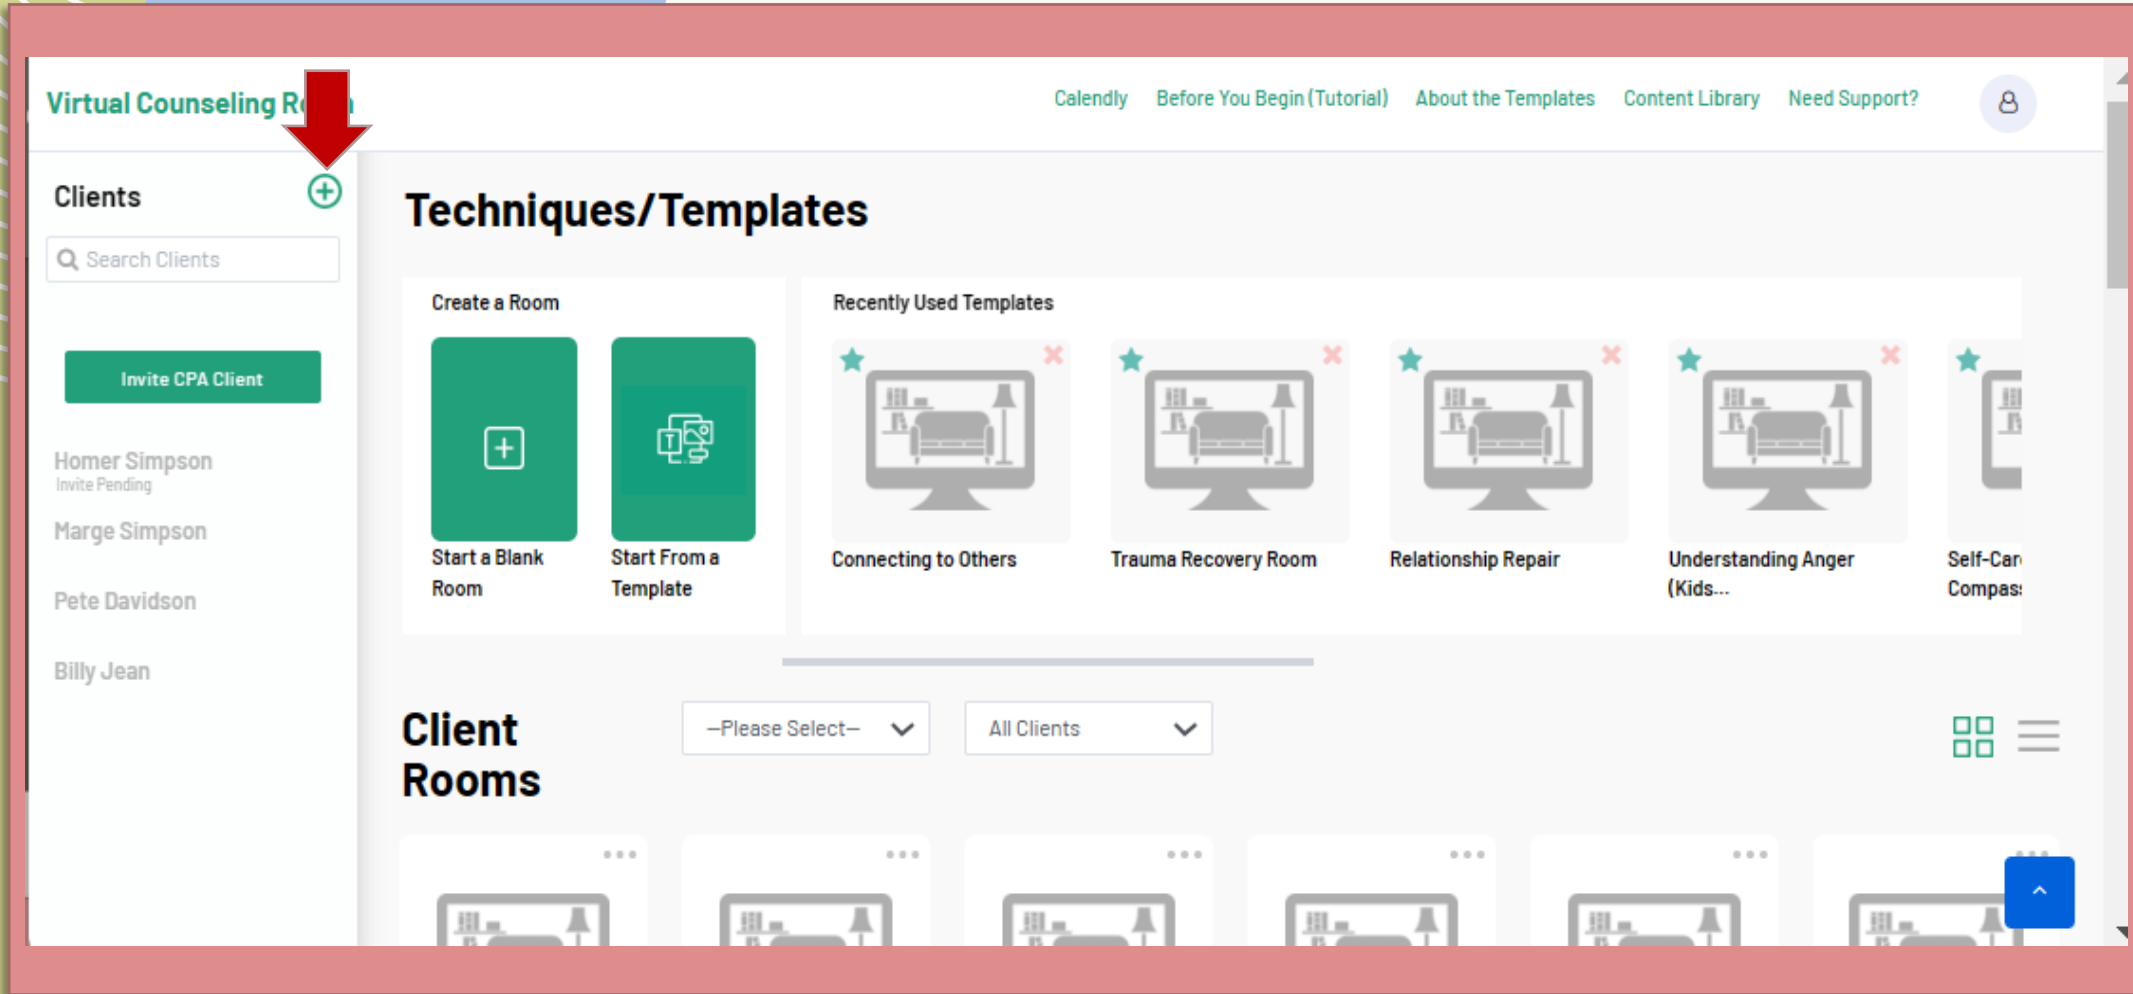 Virtual Counseling R
Calendly Before You Begin (Tutorial) About the Templates Content Library Need Support?
Clients
Search Clients
Invite CPA Client
Homer Simpson
Invite Pending
Marge Simpson
Pete Davidson
Billy Jean
Techniques/Templates
Create a Room
Start a Blank
Room
Start From a
Template
Recently Used Templates
Connecting to Others
Trauma Recovery Room
Relationship Repair
Understanding Anger
(Kids...
Self-Car
Compas
Client
Rooms
—Please Select—
All Clients